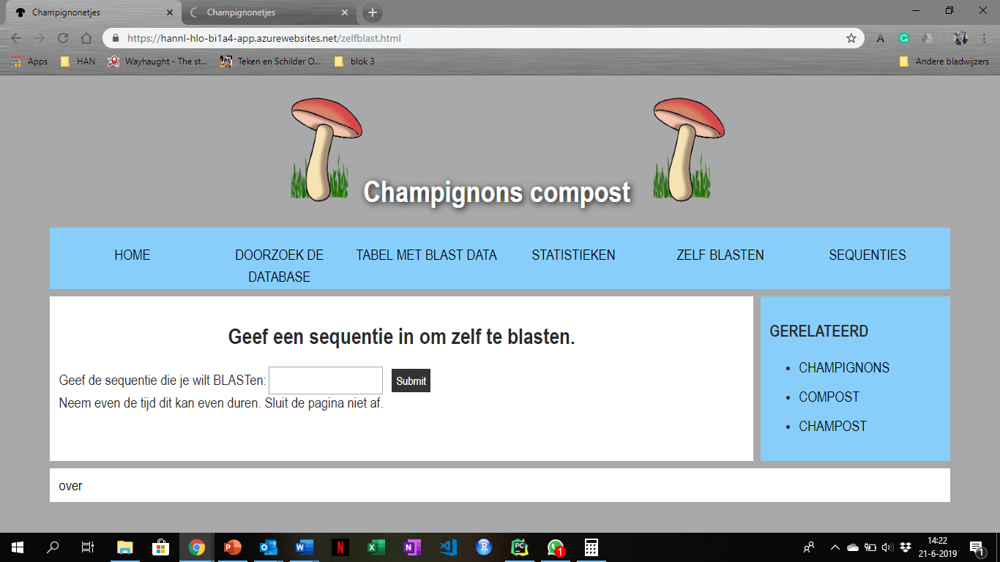 Champignonetjes
Champignonetjes
https://hannl-hlo-bi1a4-app.azurewebsites.net/zelfblast.html
Apps
HAN
Wayhaught - The st...
Teken en Schilder O...
blok 3
Andere bladwijzers
Champignons compost
HOME
DOORZOEK DE
DATABASE
TABEL MET BLAST DATA
STATISTIEKEN
ZELF BLASTEN
SEQUENTIES
Geef een sequentie in om zelf te blasten.
Geef de sequentie die je wilt BLASTen:
Submit
Neem even de tijd dit kan even duren. Sluit de pagina niet af.
GERELATEERD
CHAMPIGNONS
COMPOST
CHAMPOST
over
14:22
21-6-2019
1
1